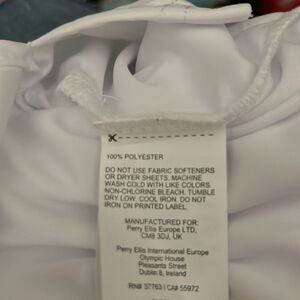 100% POLYESTER
DO NOT USE FABRIC SOFTENERS
OR DRYER SHEETS. MACHINE
WASH COLD WITH LIKE COLORS.
NON-CHLORINE BLEACH. TUMBLE
DRY LOW. COOL IRON. DO NOT
IRON ON PRINTED LABEL.
MANUFACTURED FOR:
Perry Ellis Europe LTD,
CM8 3DJ, UK
Perry Ellis International Europe
Olympic House
Pleasants Street
Dublin 8, Ireland
RN# 37763 / CA# 55972